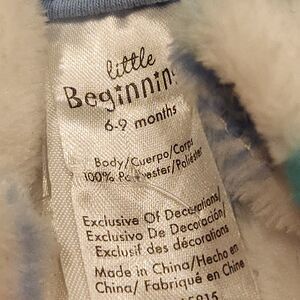 little
Beginnin
6-9 months
Body/Cuerpo/Corps
100% Polyester/Poliéster
Exclusive Of Decorations/
Exclusivo De Decoración/
Exclusif des décorations
Made in China/Hecho en
China/ Fabriqué en Chine